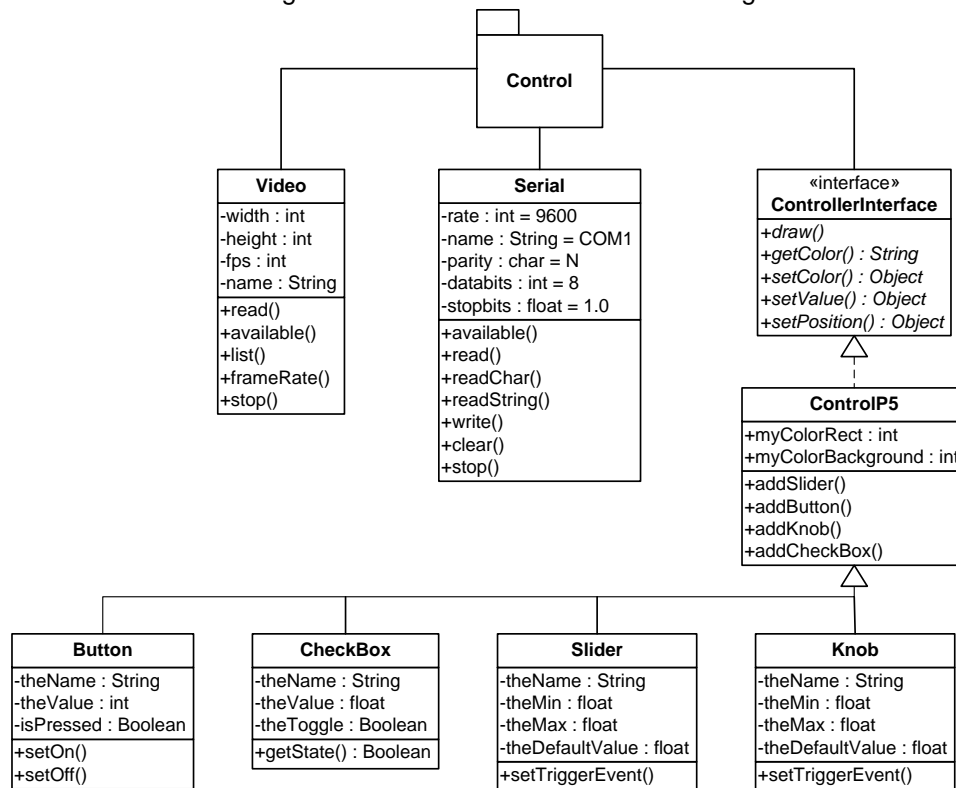 Control
Video
-width : int
-height : int
-fps : int
-name : String
+read()
+available()
+list()
+frameRate()
+stop()
Serial
-rate : int = 9600
-name : String = COM1
-parity : char = N
-databits : int = 8
-stopbits : float = 1.0
+available()
+read()
+readChar()
+readString()
+write()
+clear()
+stop()
«interface»
ControllerInterface
+draw()
+getColor() : String
+setColor() : Object
+setValue() : Object
+setPosition() : Object
ControlP5
+myColorRect : int
+myColorBackground : int
+addSlider()
+addButton()
+addKnob()
+addCheckBox()
Button
-theName : String
-theValue : int
-isPressed : Boolean
+setOn()
+setOff()
CheckBox
-theName : String
-theValue : float
-theToggle : Boolean
+getState() : Boolean
Slider
-theName : String
-theMin : float
-theMax : float
-theDefaultValue : float
+setTriggerEvent()
Knob
-theName : String
-theMin : float
-theMax : float
-theDefaultValue : float
+setTriggerEvent()